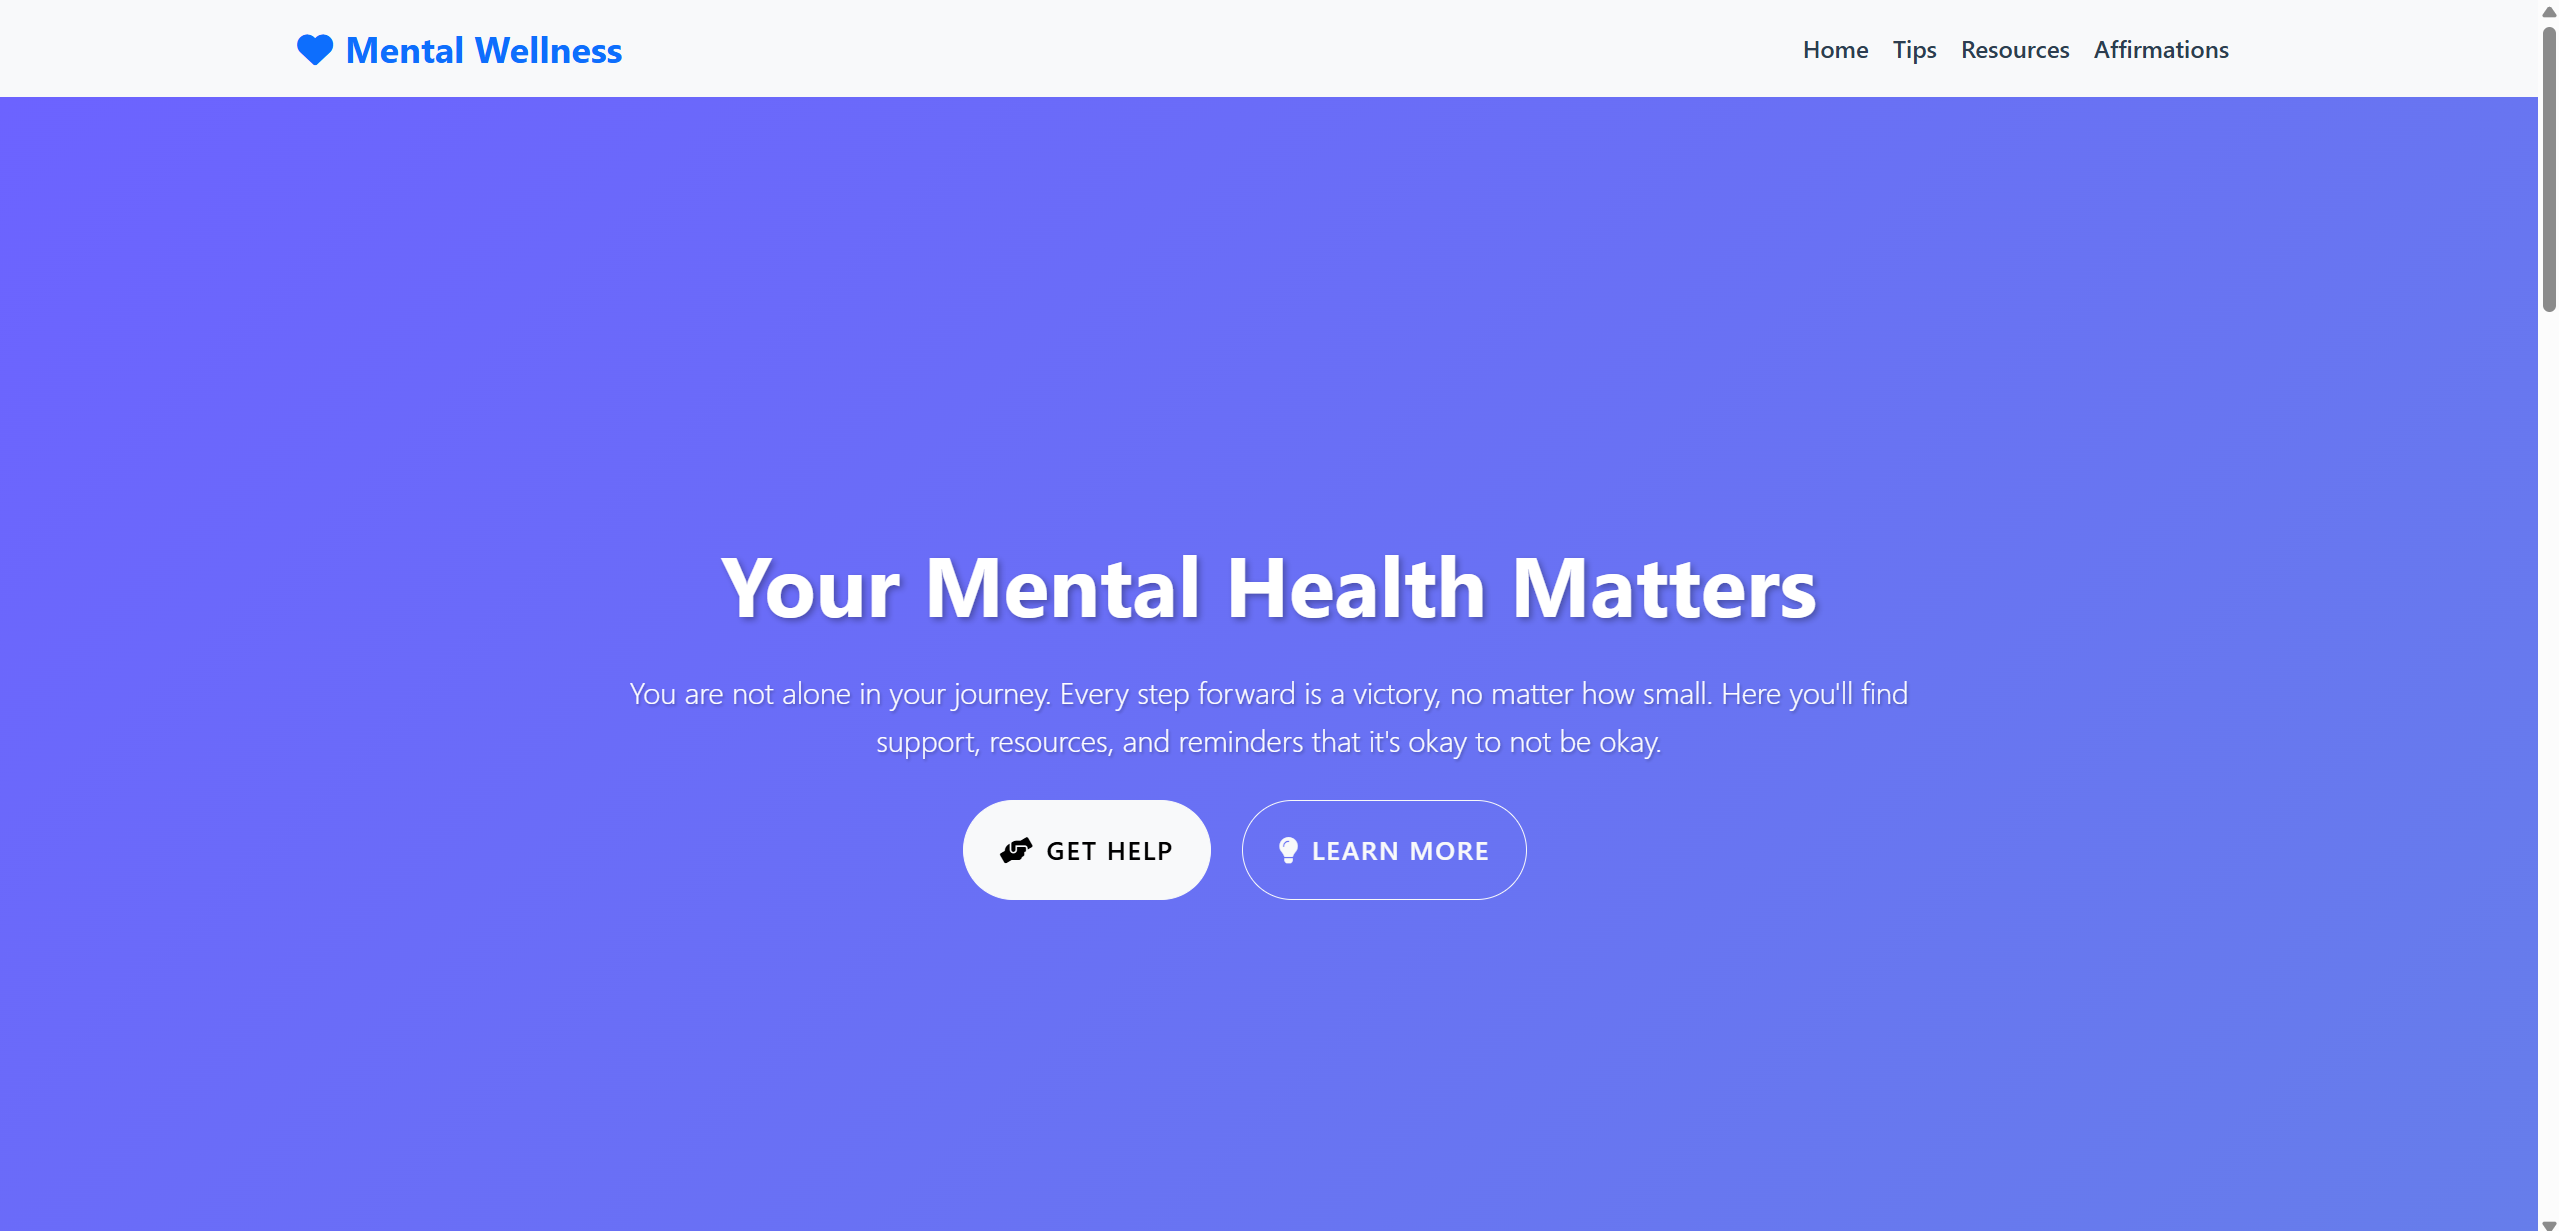 Mental Wellness
Home Tips Resources Affirmations
Your Mental Health Matters
You are not alone in your journey. Every step forward is a victory, no matter how small. Here you'll find
support, resources, and reminders that it's okay to not be okay.
GET HELP
LEARN MORE